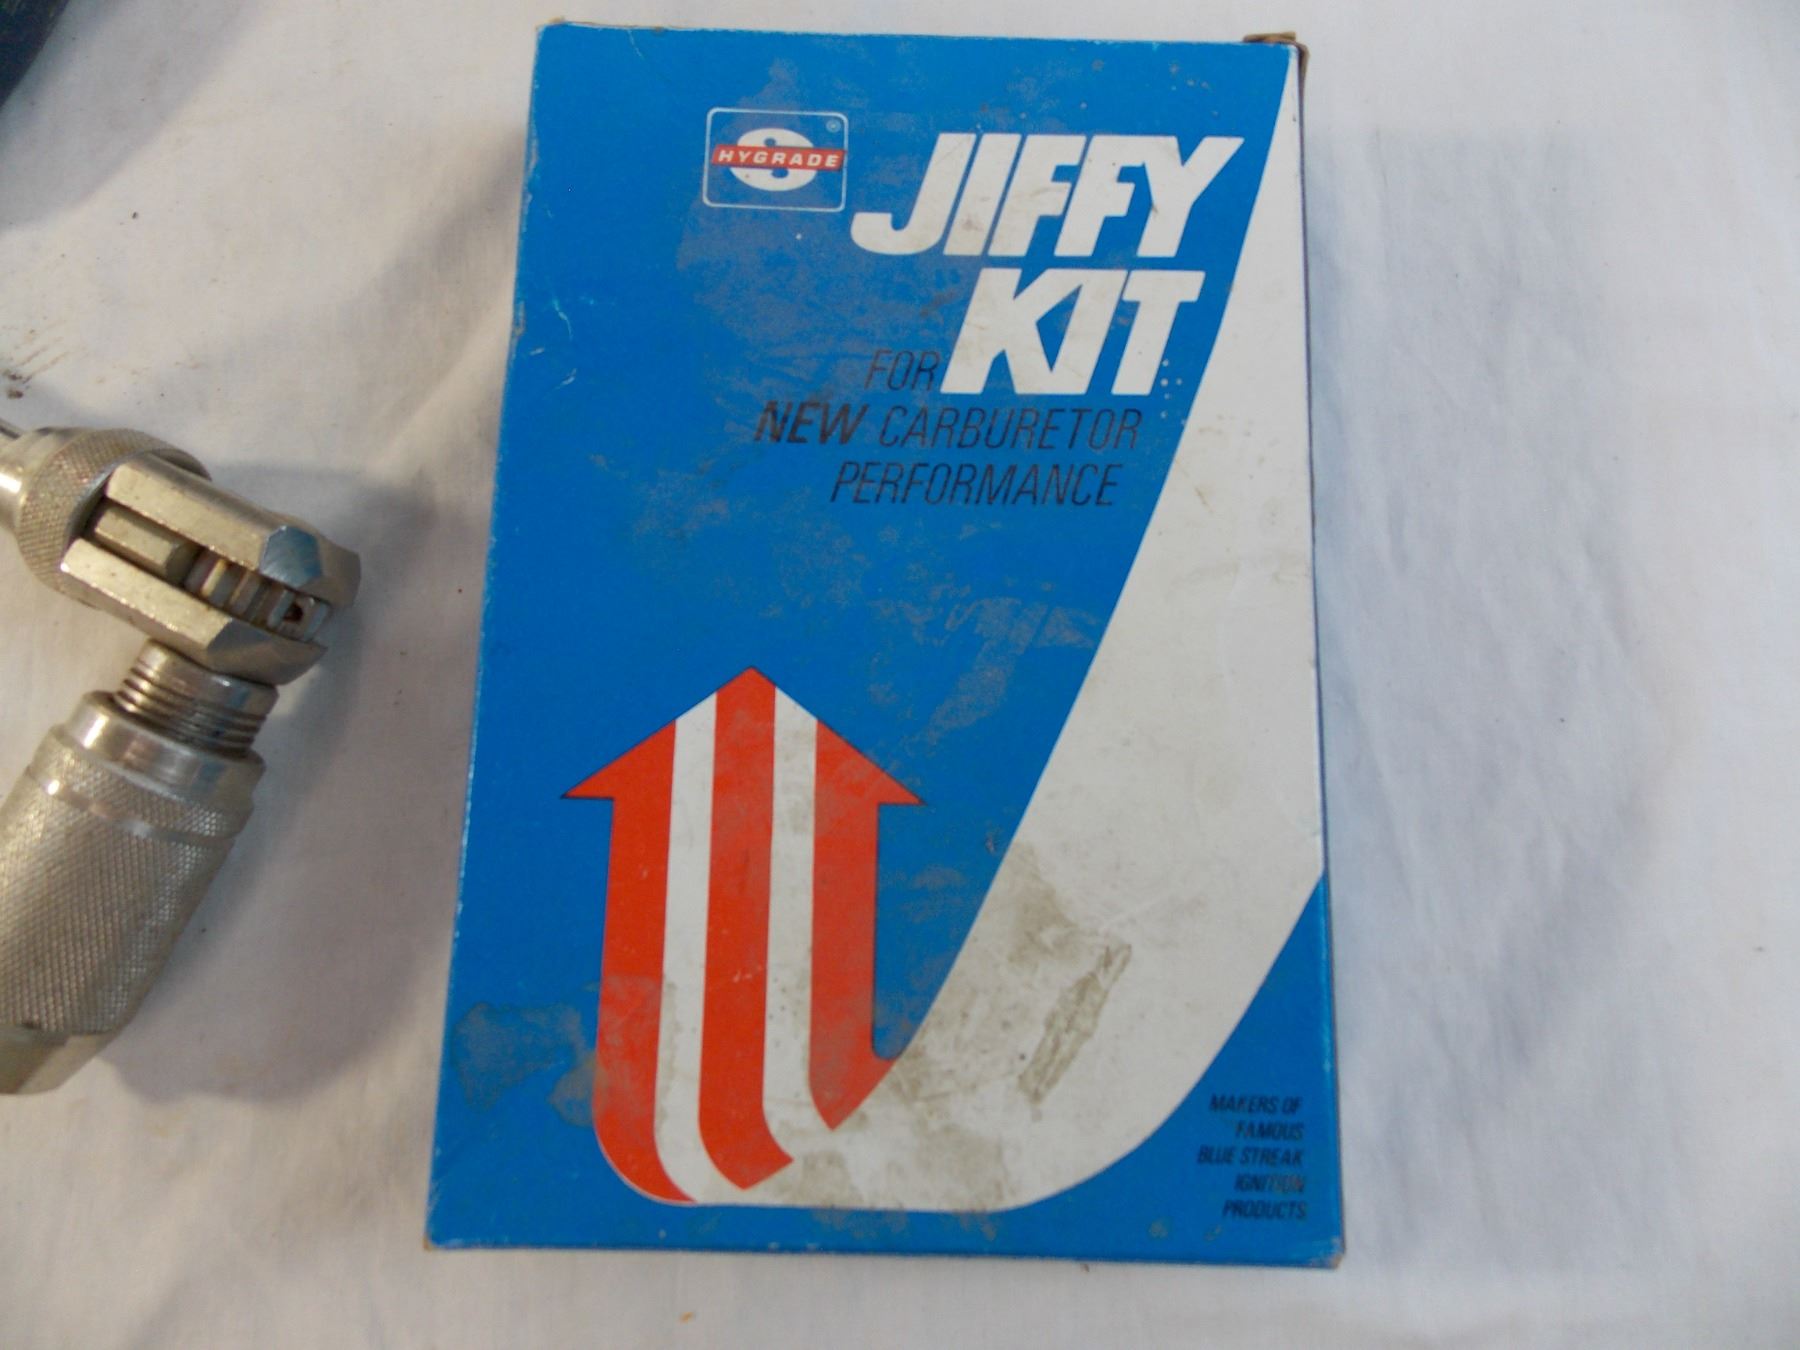 S
HYGRADE
®
JIFFY
KIT
FOR
NEW CARBURETOR
PERFORMANCE
MAKERS OF
FAMOUS
BLUE STREAK
IGNITION
PRODUCTS